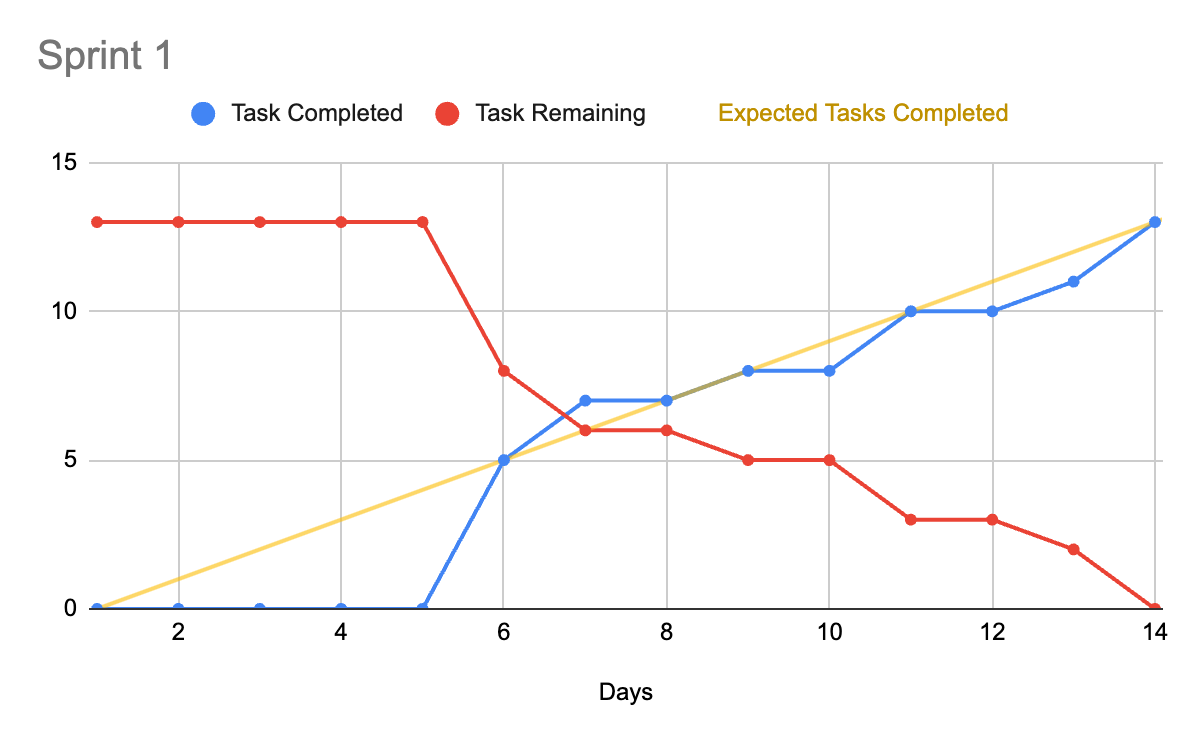 Sprint 1
Task Completed Task Remaining Expected Tasks Completed
15
10
5
0
2 4 6 8 10 12 14
Days